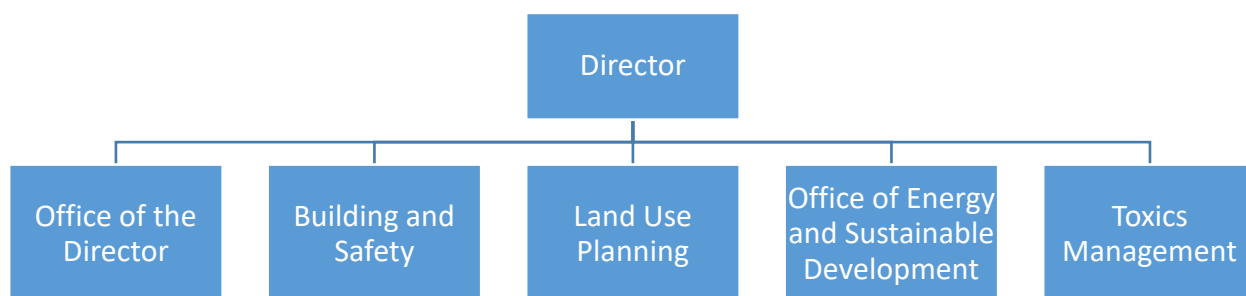 Director
Office of the
Director
Building and
Safety
Land Use
Planning
Office of Energy
and Sustainable
Development
Toxics
Management